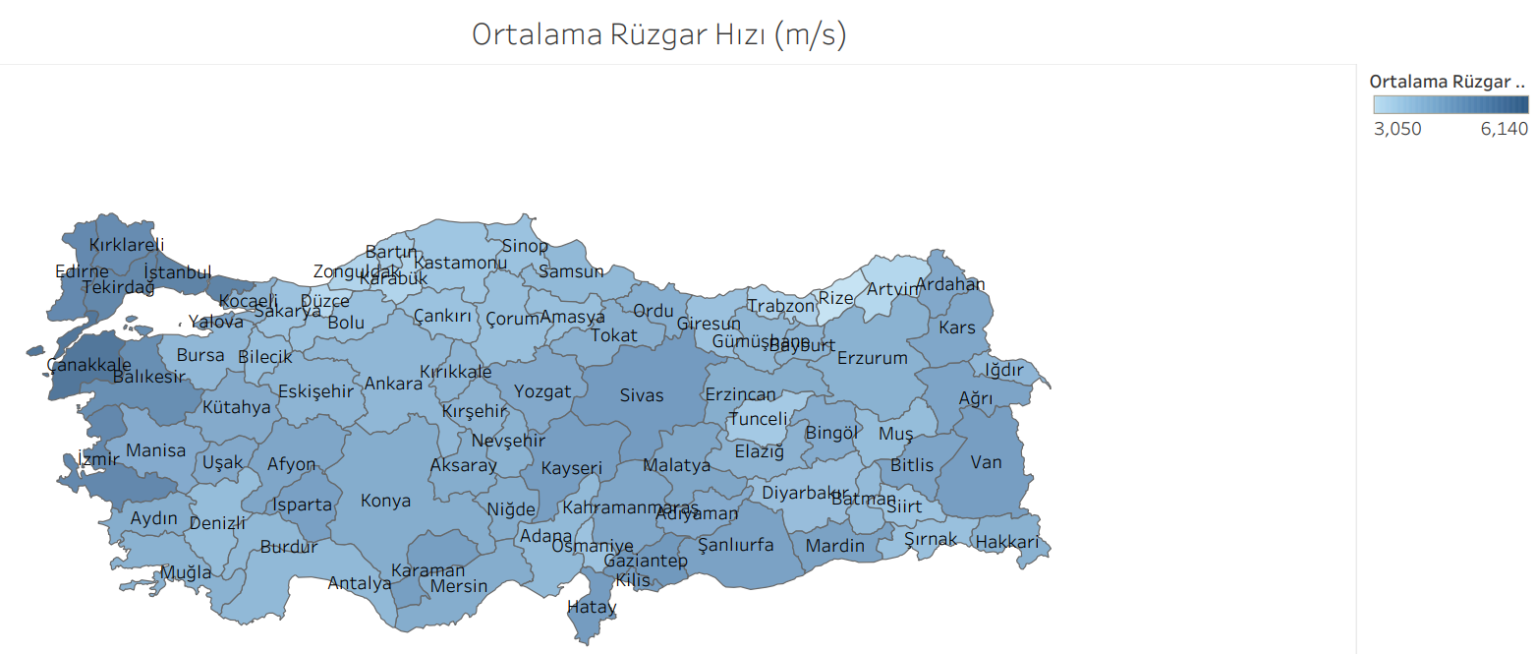 Ortalama Rüzgar Hızı (m/s)
Ortalama Rüzgar ..
3,050 6,140
Kırklareli
Edirne
İstanbul
Tekirdağ
Kocaeli
Sakarya
Düzce
Yalova
Bolu
Zonguldak
Bartın
Karabük
Kastamonu
Sinop
Samsun
Çankırı
Çorum
Amasya
Tokat
Ordu
Giresun
Trabzon
Rize
Artvin
Ardahan
Gümüşhane
Bayburt
Erzurum
Kars
Iğdır
Ağrı
Çanakkale
Balıkesir
Bursa
Bilecik
Kütahya
Eskişehir
Ankara
Kırıkkale
Kırşehir
Yozgat
Sivas
Erzincan
Tunceli
Bingöl
Muş
Elazığ
Bitlis
Van
Manisa
İzmir
Uşak
Afyon
Nevşehir
Aksaray
Kayseri
Malatya
Isparta
Konya
Niğde
Kahramanmaraş
Adıyaman
Diyarbakır
Batman
Siirt
Aydın
Denizli
Burdur
Adana
Osmaniye
Gaziantep
Şanlıurfa
Mardin
Şırnak
Hakkari
Muğla
Antalya
Karaman
Mersin
Kilis
Hatay